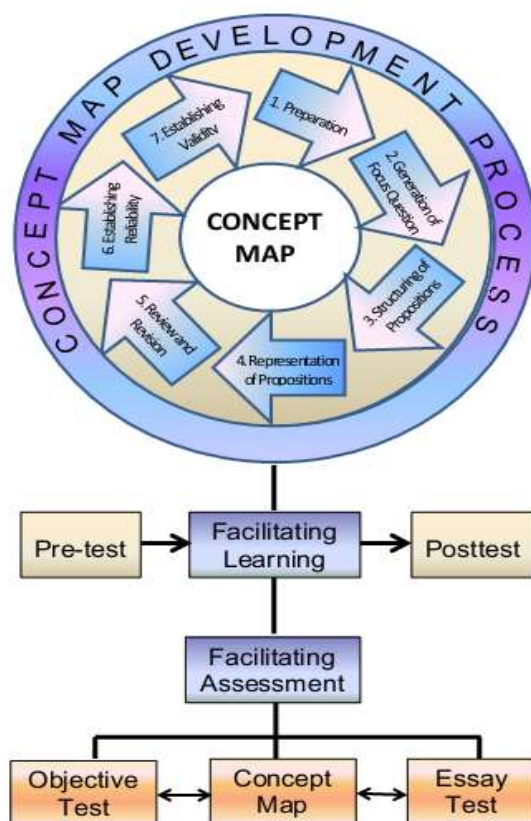 CONCEPT MAP DEVELOPMENT PROCESS
1. Preparation
2. Generation of
Focus Question
3. Structuring of
Propositions
4. Representation
of Propositions
5. Review and
Revision
6. Establishing
Reliability
7. Establishing
Validity
CONCEPT
MAP
Pre-test
Facilitating
Learning
Posttest
Facilitating
Assessment
Objective
Test
Concept
Map
Essay
Test